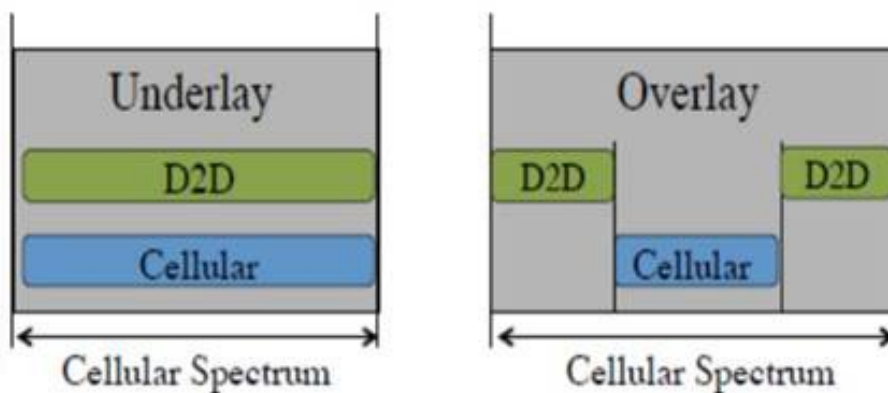 Underlay
D2D
Cellular
Cellular Spectrum
Overlay
D2D D2D
Cellular
Cellular Spectrum